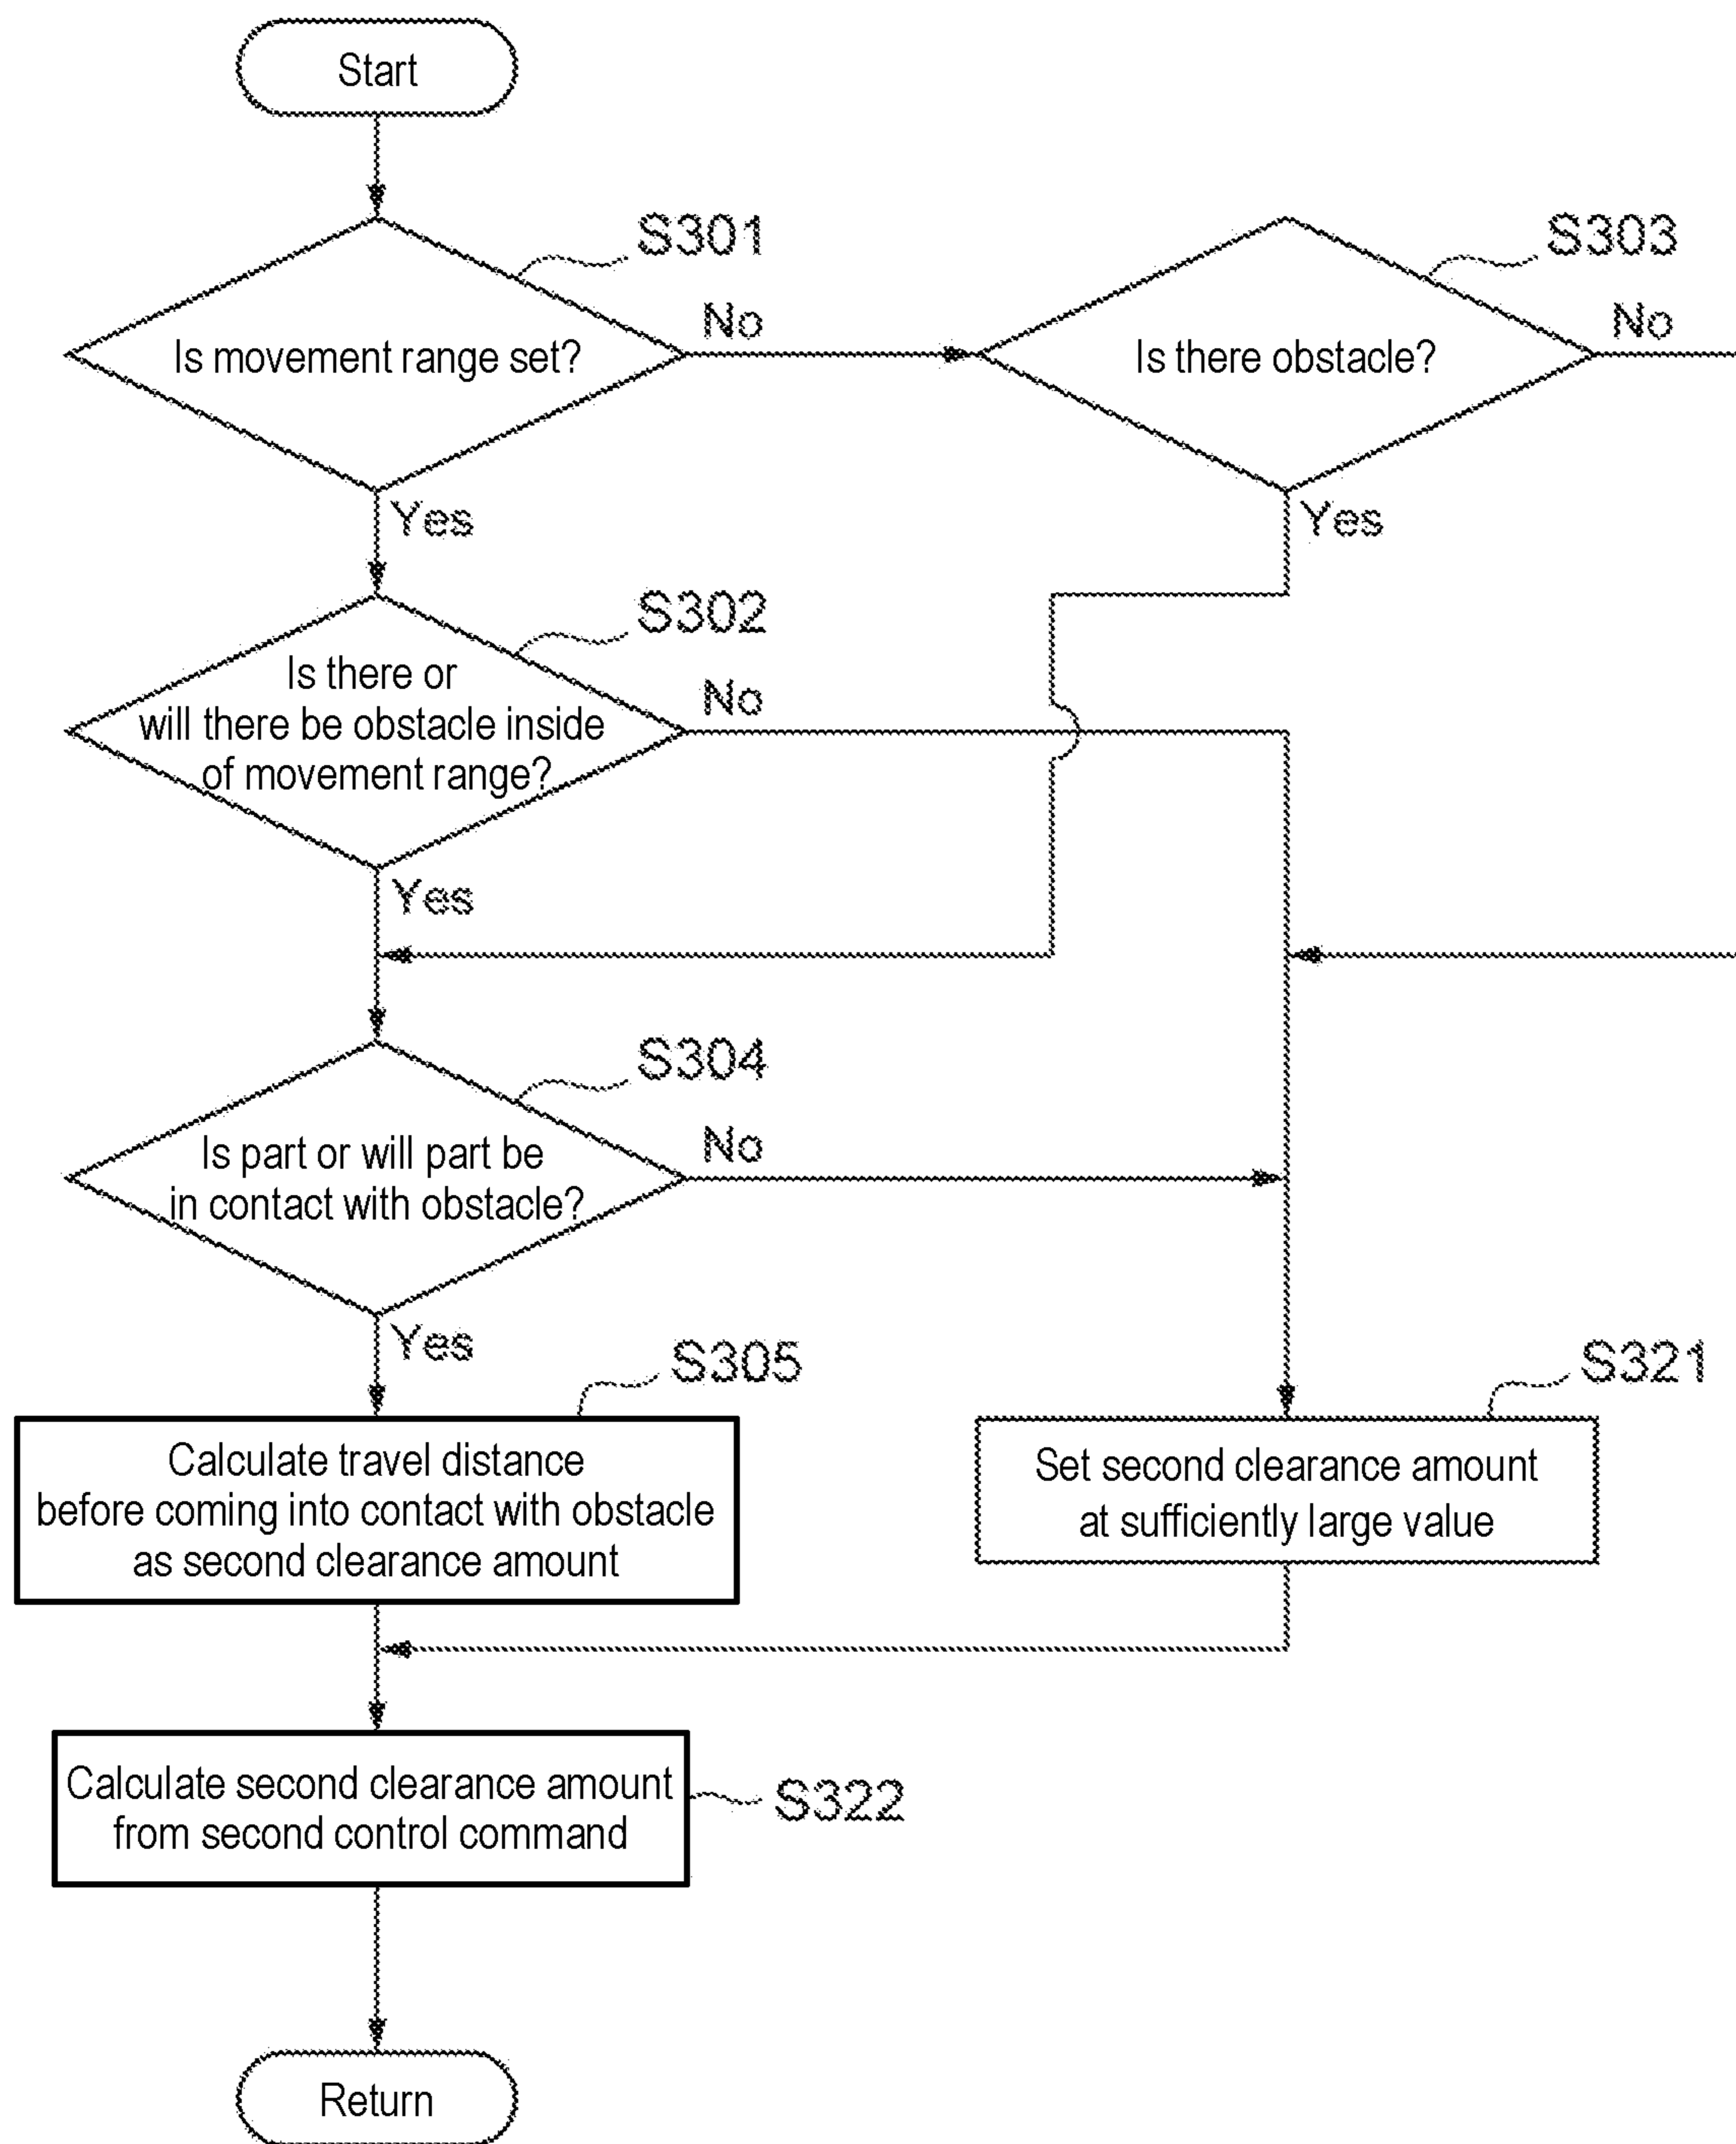 Start
S301
S303
Is movement range set?
No
Is there obstacle?
No
Yes
Yes
S302
Is there or
will there be obstacle inside
of movement range?
No
Yes
S304
Is part or will part be
in contact with obstacle?
No
Yes
S305
S321
Calculate travel distance
before coming into contact with obstacle
as second clearance amount
Set second clearance amount
at sufficiently large value
Calculate second clearance amount
from second control command
S322
Return